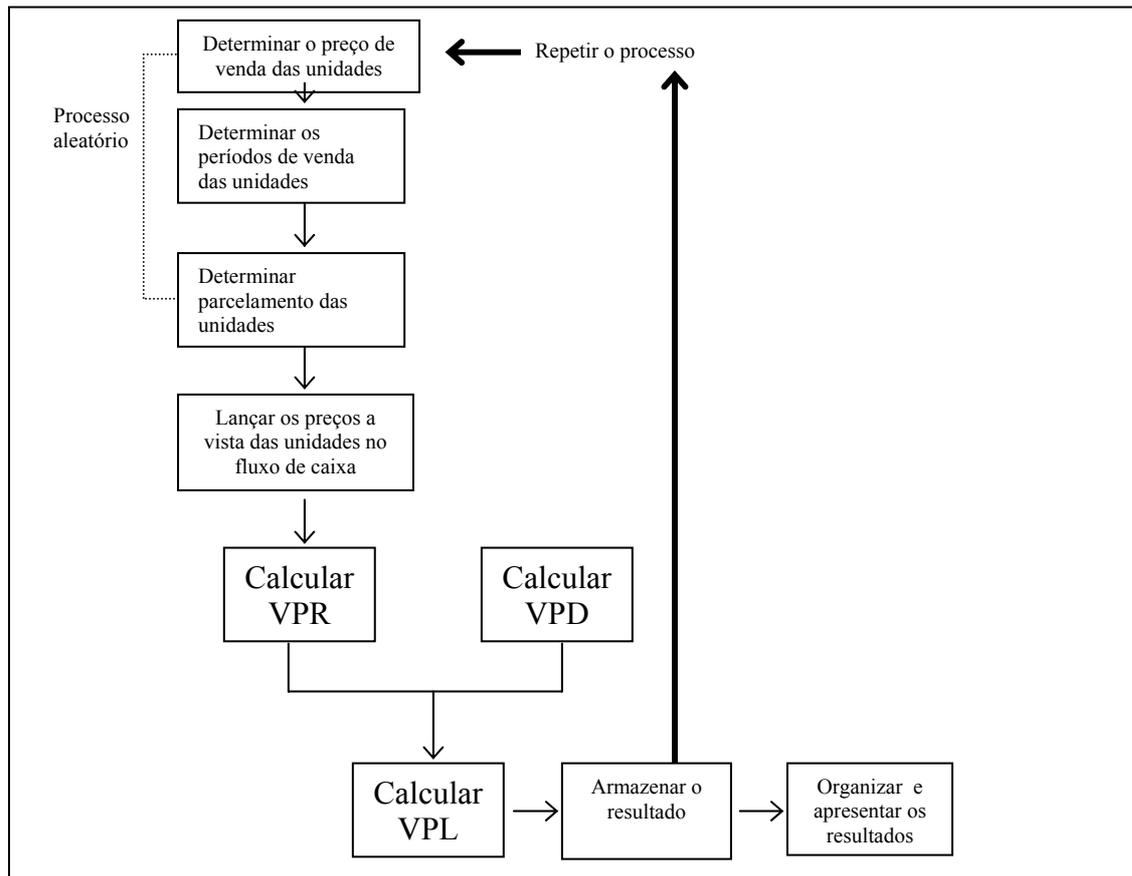 Determinar o preço de
venda das unidades
Repetir o processo
Processo
aleatório
Determinar os
períodos de venda
das unidades
Determinar
parcelamento das
unidades
Lançar os preços a
vista das unidades no
fluxo de caixa
Calcular
VPR
Calcular
VPD
Calcular
VPL
Armazenar o
resultado
Organizar e
apresentar os
resultados